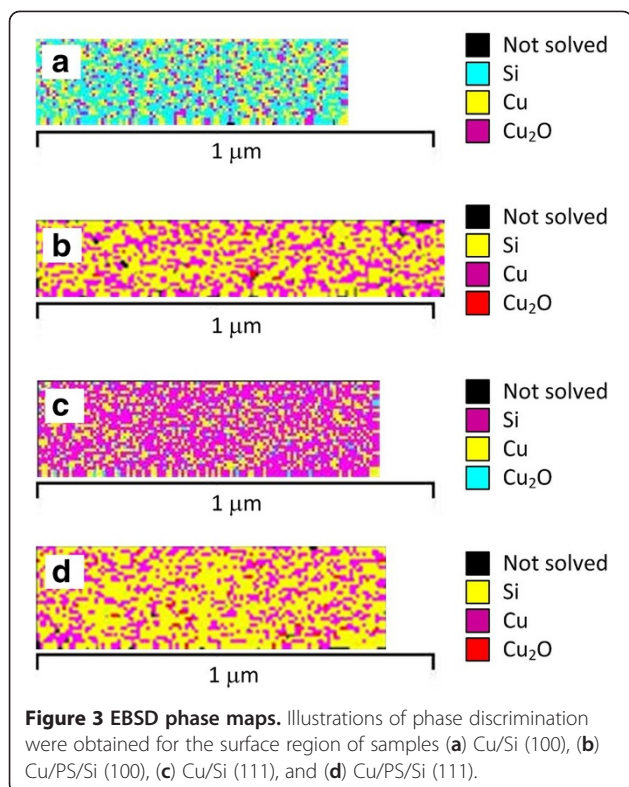 a
Not solved
Si
Cu
Cu₂O
1 µm
b
Not solved
Si
Cu
Cu₂O
1 µm
c
Not solved
Si
Cu
Cu₂O
1 µm
d
Not solved
Si
Cu
Cu₂O
1 µm
Figure 3 EBSD phase maps. Illustrations of phase discrimination
were obtained for the surface region of samples (a) Cu/Si (100), (b)
Cu/PS/Si (100), (c) Cu/Si (111), and (d) Cu/PS/Si (111).